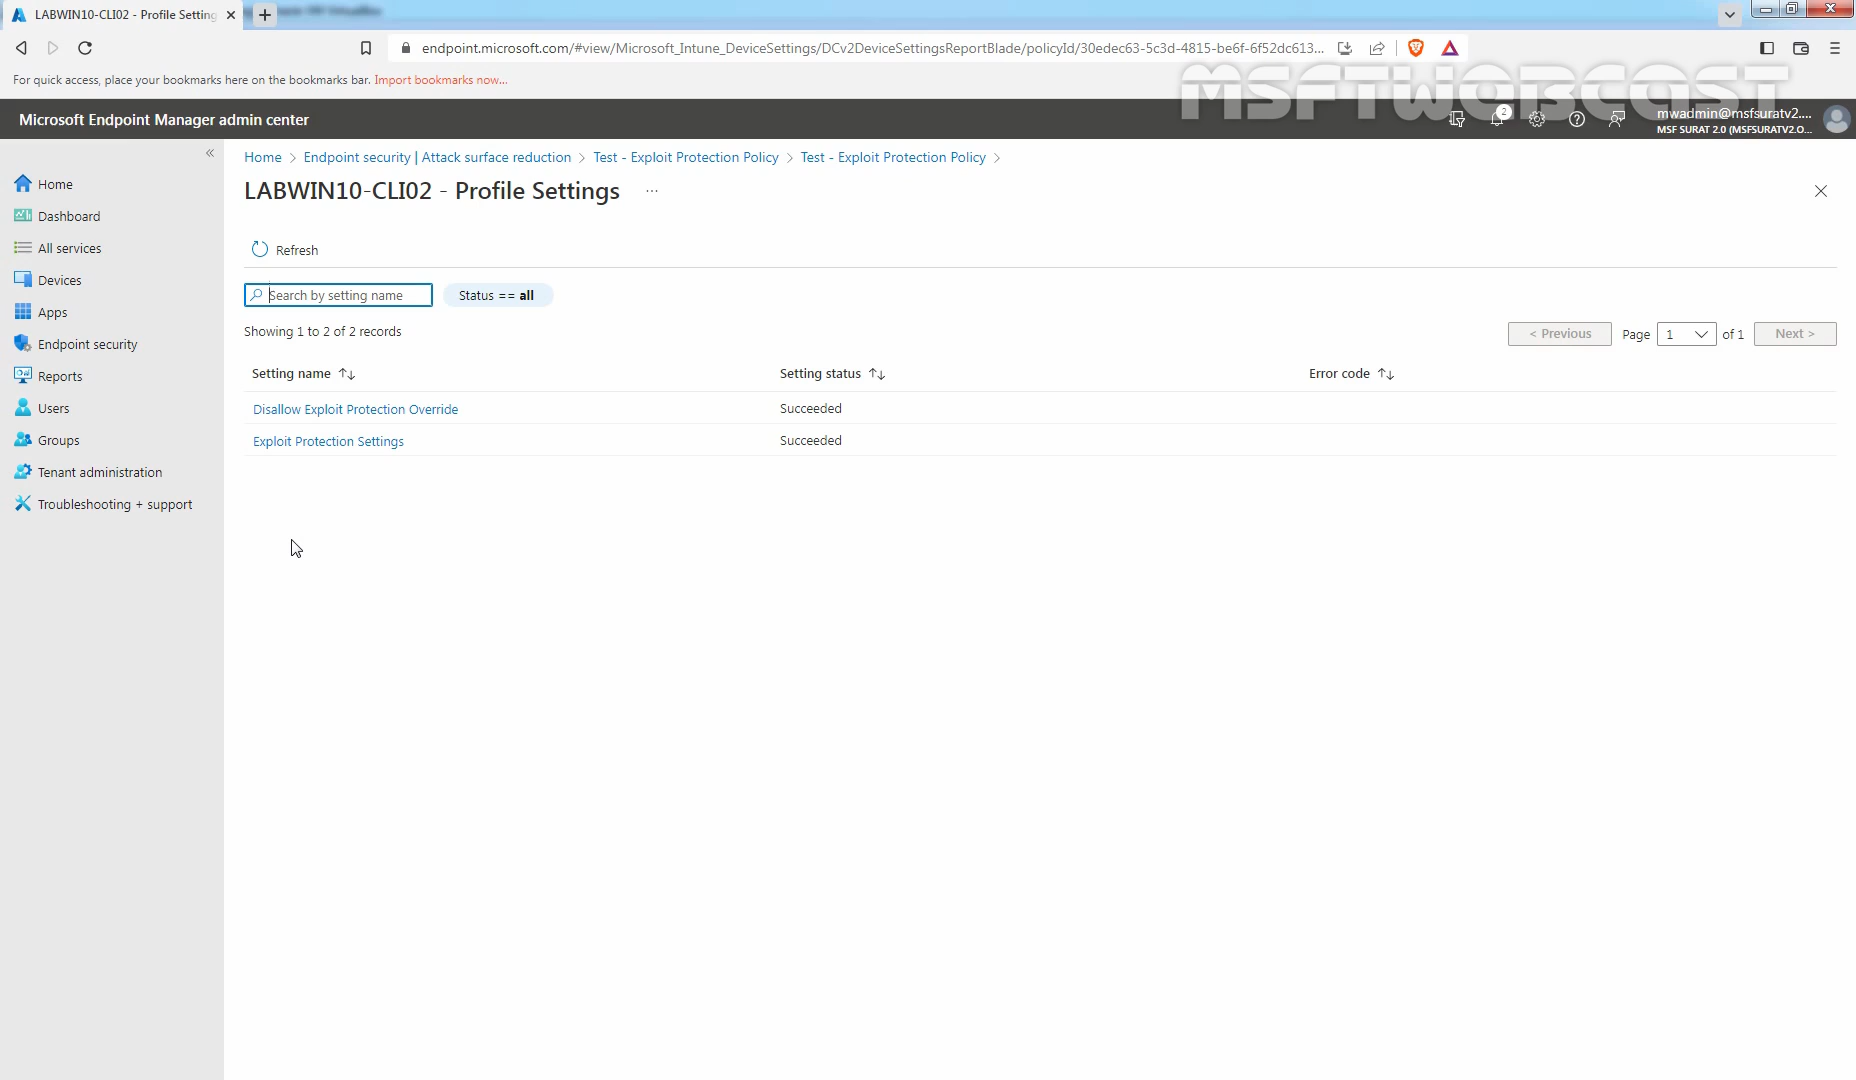 LABWIN10-CLI02 - Profile Setting
endpoint.microsoft.com/#view/Microsoft_Intune_DeviceSettings/DCv2DeviceSettingsReportBlade/policyId/30edec63-5c3d-4815-be6f-6f52dc613...
For quick access, place your bookmarks here on the bookmarks bar. Import bookmarks now...
MSFTWEBCAST
Microsoft Endpoint Manager admin center
2
mwadmin@msfsuratv2....
MSF SURAT 2.0 (MSFSURATV2.O...
Home > Endpoint security | Attack surface reduction > Test - Exploit Protection Policy > Test - Exploit Protection Policy >
LABWIN10-CLI02 - Profile Settings ...
Home
Dashboard
All services
Devices
Apps
Endpoint security
Reports
Users
Groups
Tenant administration
Troubleshooting + support
Refresh
Search by setting name
Status == all
Showing 1 to 2 of 2 records
< Previous Page 1 of 1 Next >
Setting name Setting status Error code
Disallow Exploit Protection Override Succeeded
Exploit Protection Settings Succeeded